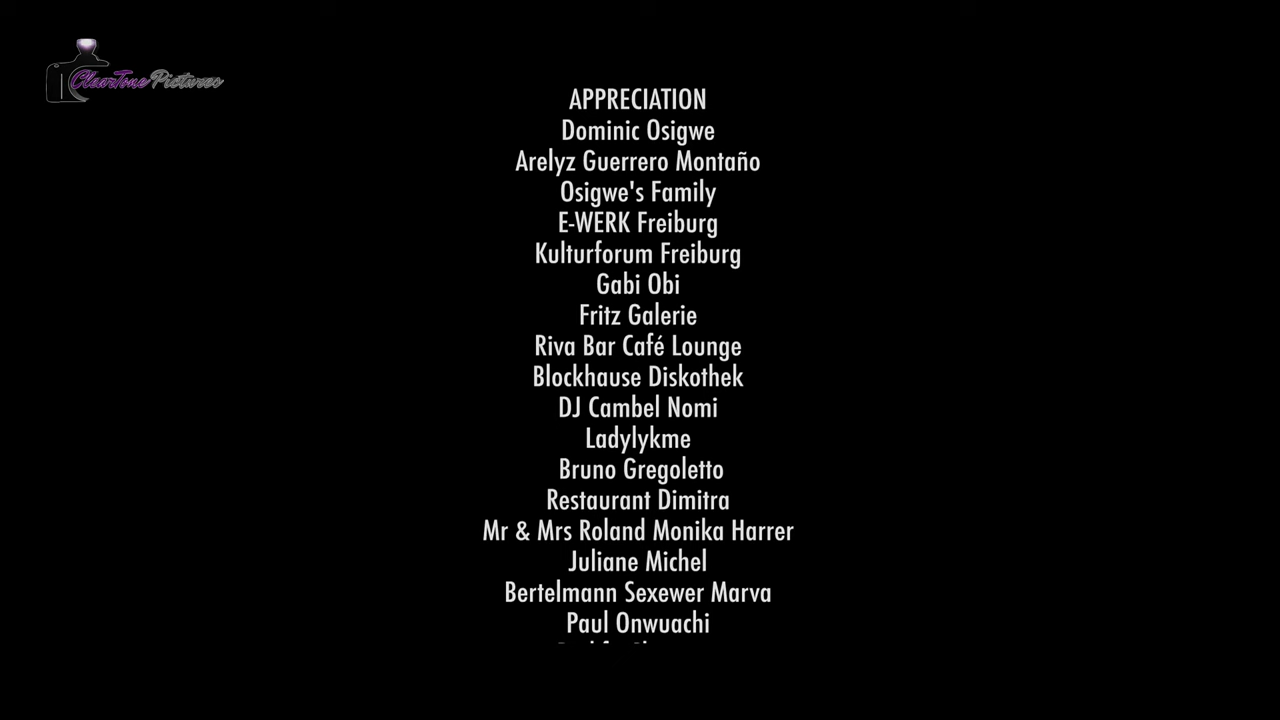 ClearTone Pictures
APPRECIATION
Dominic Osigwe
Arelyz Guerrero Montaño
Osigwe's Family
E-WERK Freiburg
Kulturforum Freiburg
Gabi Obi
Fritz Galerie
Riva Bar Café Lounge
Blockhause Diskothek
DJ Cambel Nomi
Ladylykme
Bruno Gregoletto
Restaurant Dimitra
Mr & Mrs Roland Monika Harrer
Juliane Michel
Bertelmann Sexewer Marva
Paul Onwuachi